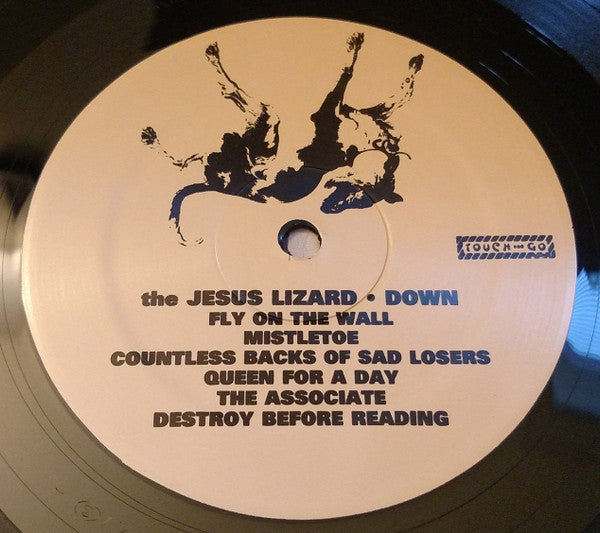 TOUCH AND GO
the JESUS LIZARD • DOWN
FLY ON THE WALL
MISTLETOE
COUNTLESS BACKS OF SAD LOSERS
QUEEN FOR A DAY
THE ASSOCIATE
DESTROY BEFORE READING